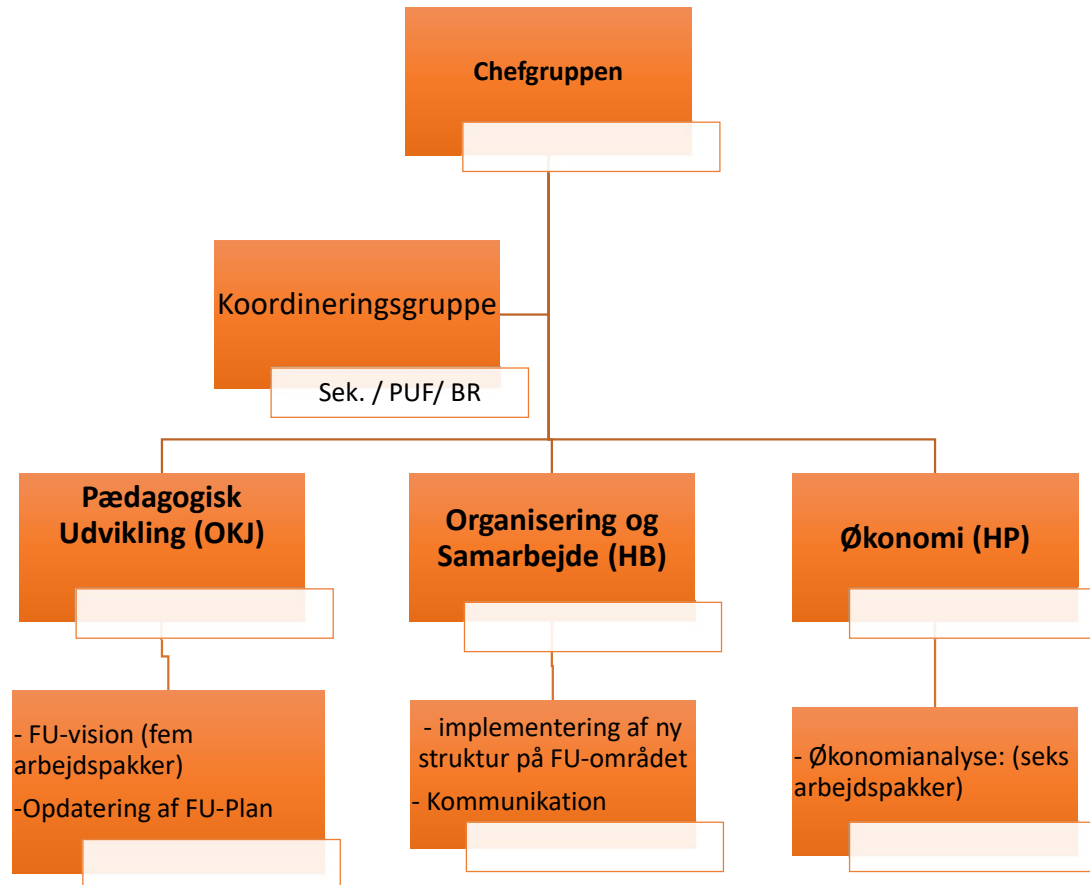 Chefgruppen
Koordineringsgruppe
Sek. / PUF/ BR
Pædagogisk
Udvikling (OKJ)
Organisering og
Samarbejde (HB)
Økonomi (HP)
- FU-vision (fem
arbejdspakker)
-Opdatering af FU-Plan
- implementering af ny
struktur på FU-området
- Kommunikation
- Økonomianalyse: (seks
arbejdspakker)